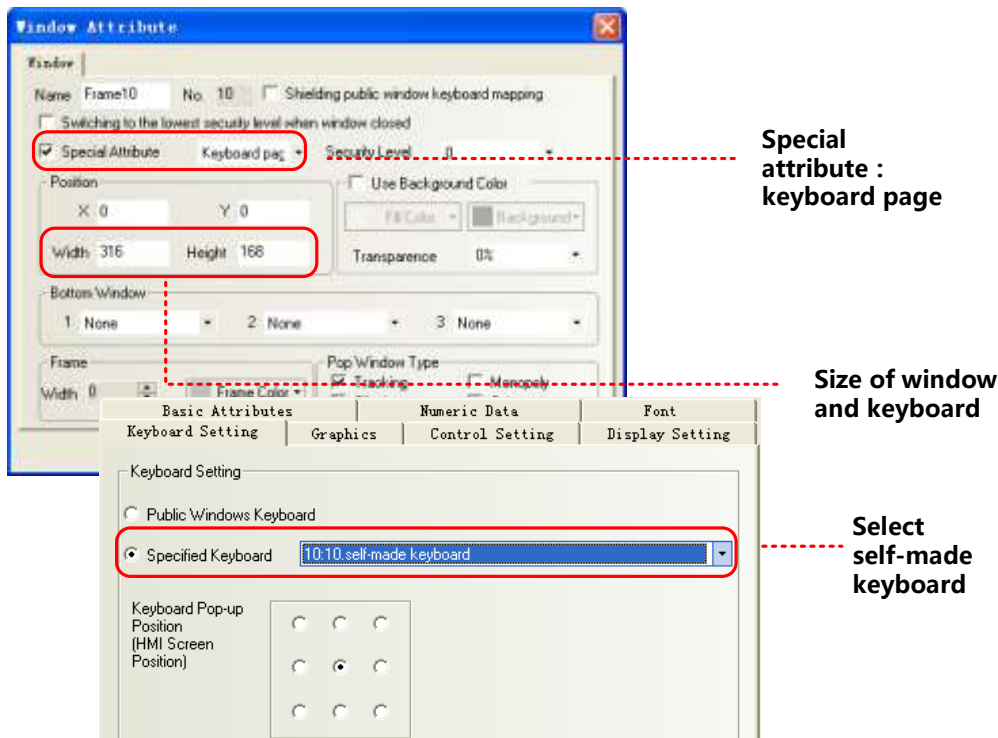 Window Attribute
Window
Name Frame10 No. 10 Shielding public window keyboard mapping
Switching to the lowest security level when window closed
Special Attribute Keyboard pag Security Level 0
Special
attribute :
keyboard page
Position
Use Background Color
X 0 Y 0
Fill Color Background
Width 316 Height 168
Transparence 0%
Bottom Window
1 None 2 None 3 None
Frame
Pop Window Type
Width 0 Frame Color
Tracking Monopoly
Size of window
and keyboard
Basic Attributes Numeric Data Font
Keyboard Setting Graphics Control Setting Display Setting
Keyboard Setting
Public Windows Keyboard
Specified Keyboard 10:10.self-made keyboard
Select
self-made
keyboard
Keyboard Pop-up
Position
(HMI Screen
Position)